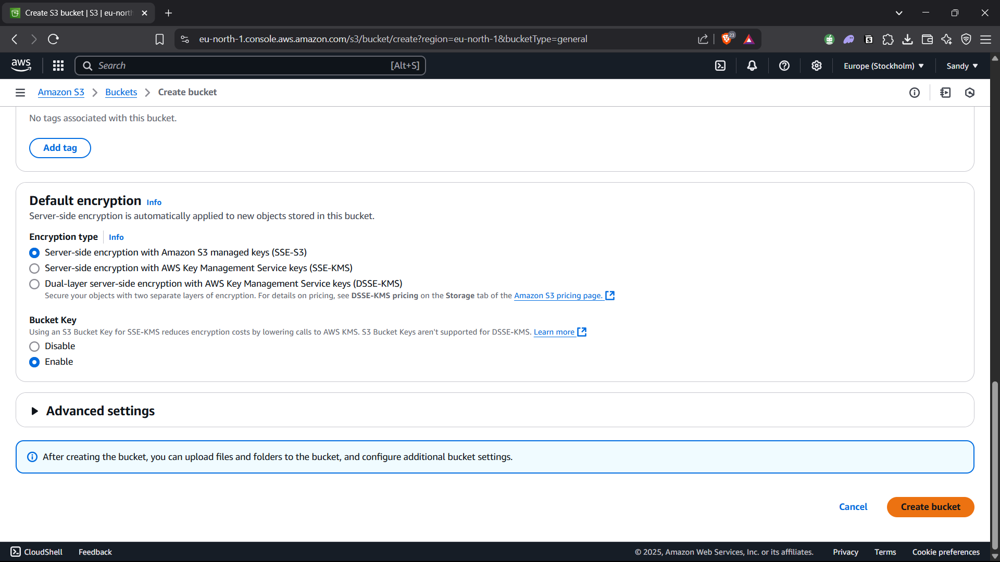 Create S3 bucket | S3 | eu-north
eu-north-1.console.aws.amazon.com/s3/bucket/create?region=eu-north-1&bucketType=general
23
aws
Search
[Alt+S]
Europe (Stockholm)
Sandy
Amazon S3
Buckets
Create bucket
No tags associated with this bucket.
Add tag
Default encryption Info
Server-side encryption is automatically applied to new objects stored in this bucket.
Encryption type Info
Server-side encryption with Amazon S3 managed keys (SSE-S3)
Server-side encryption with AWS Key Management Service keys (SSE-KMS)
Dual-layer server-side encryption with AWS Key Management Service keys (DSSE-KMS)
Secure your objects with two separate layers of encryption. For details on pricing, see DSSE-KMS pricing on the Storage tab of the Amazon S3 pricing page.
Bucket Key
Using an S3 Bucket Key for SSE-KMS reduces encryption costs by lowering calls to AWS KMS. S3 Bucket Keys aren't supported for DSSE-KMS. Learn more
Disable
Enable
Advanced settings
After creating the bucket, you can upload files and folders to the bucket, and configure additional bucket settings.
Cancel
Create bucket
CloudShell
Feedback
© 2025, Amazon Web Services, Inc. or its affiliates.
Privacy
Terms
Cookie preferences